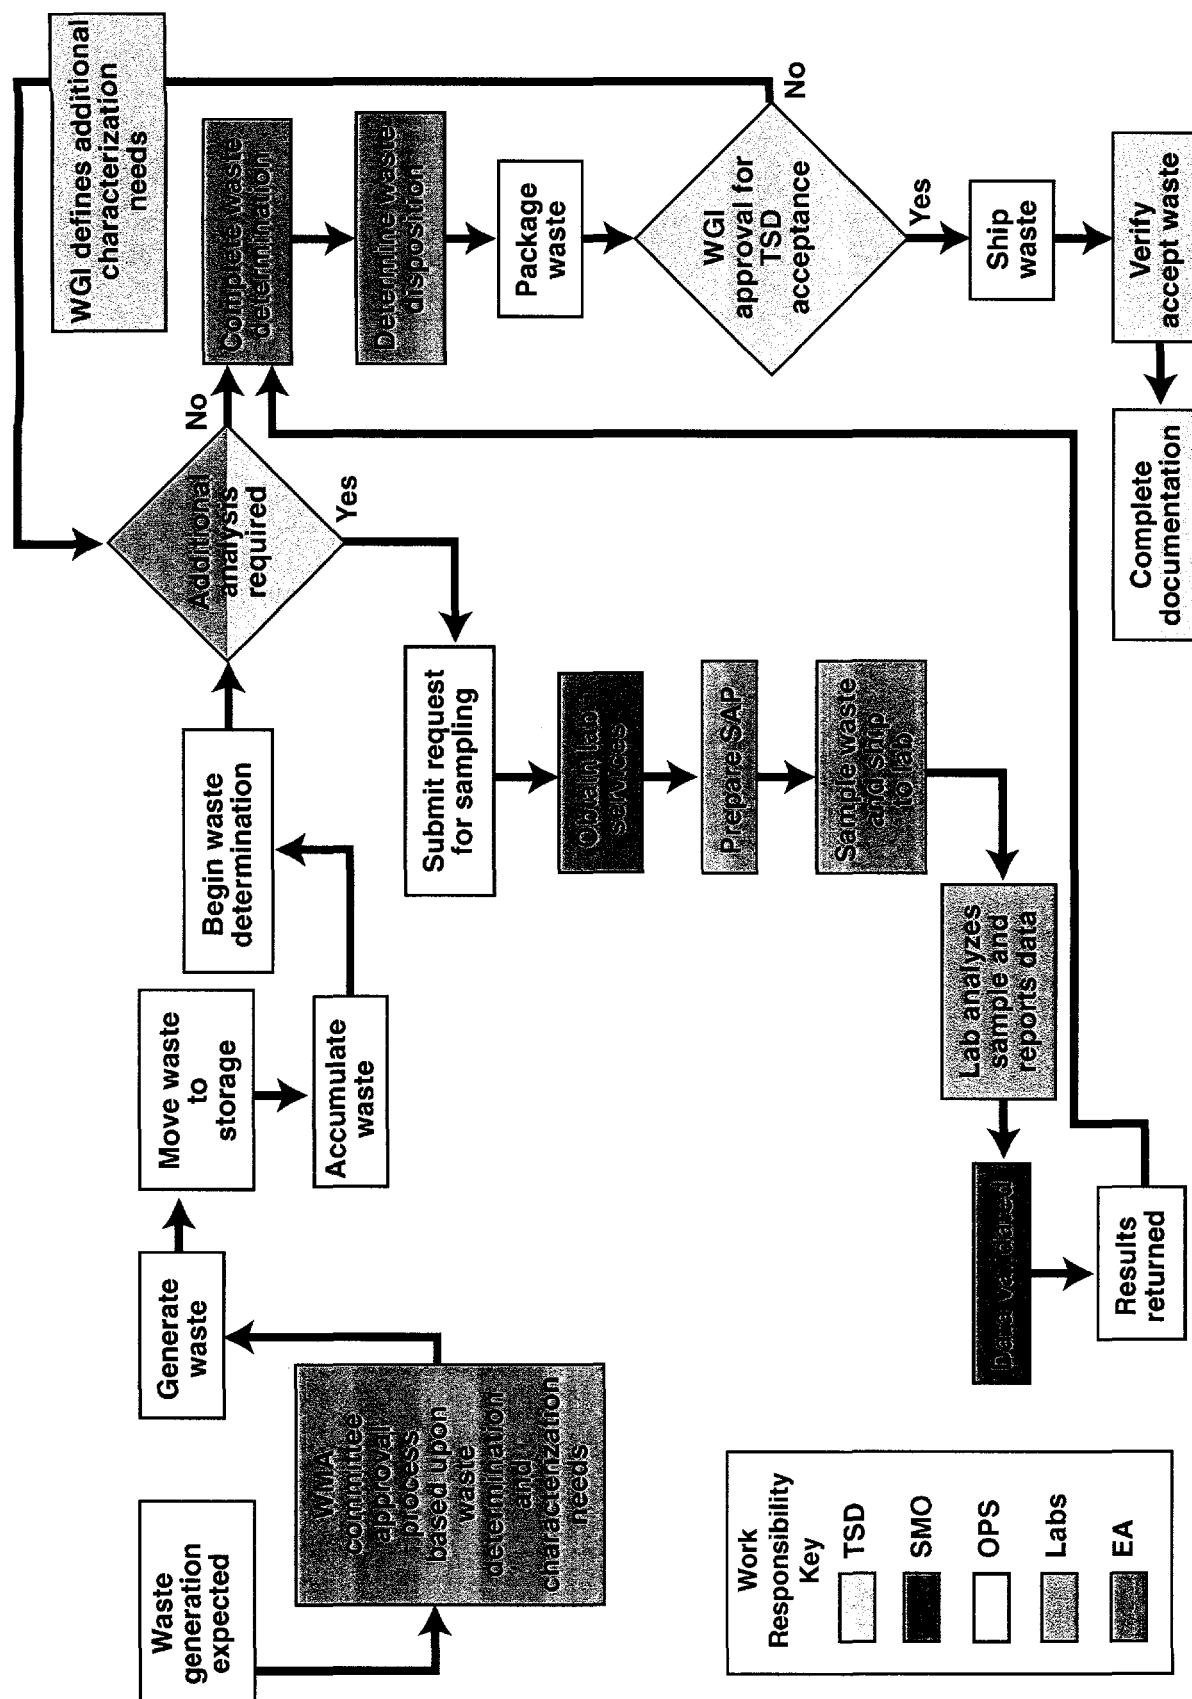 Waste
generation
expected
WMA
committee
approval
process
based upon
waste
determination
and
characterization
needs
Generate
waste
Move waste
to
storage
Accumulate
waste
Begin waste
determination
Additional
analysis
required
No
Yes
WGI defines additional
characterization
needs
Complete waste
determination
Determine waste
disposition
Package
waste
WGI
approval for
TSD
acceptance
No
Yes
Ship
waste
Verify
accept waste
Complete
documentation
Submit request
for sampling
Obtain lab
services
Prepare SAP
Sample waste
and ship
to lab
Lab analyzes
sample and
reports data
Data validated
Results
returned
Work
Responsibility
Key
TSD
SMO
OPS
Labs
EA